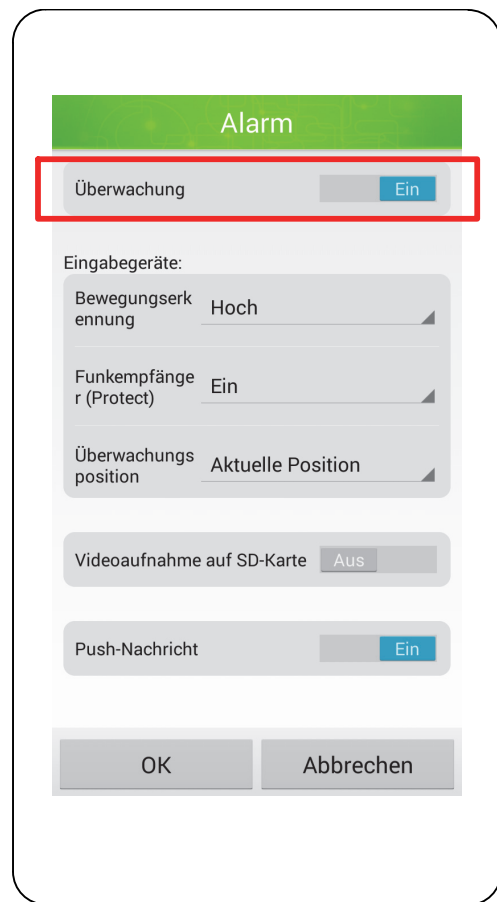 Alarm
Überwachung Ein
Eingabegeräte:
Bewegungserk
ennung
Hoch
Funkempfänge
r (Protect)
Ein
Überwachungs
position
Aktuelle Position
Videoaufnahme auf SD-Karte Aus
Push-Nachricht Ein
OK Abbrechen